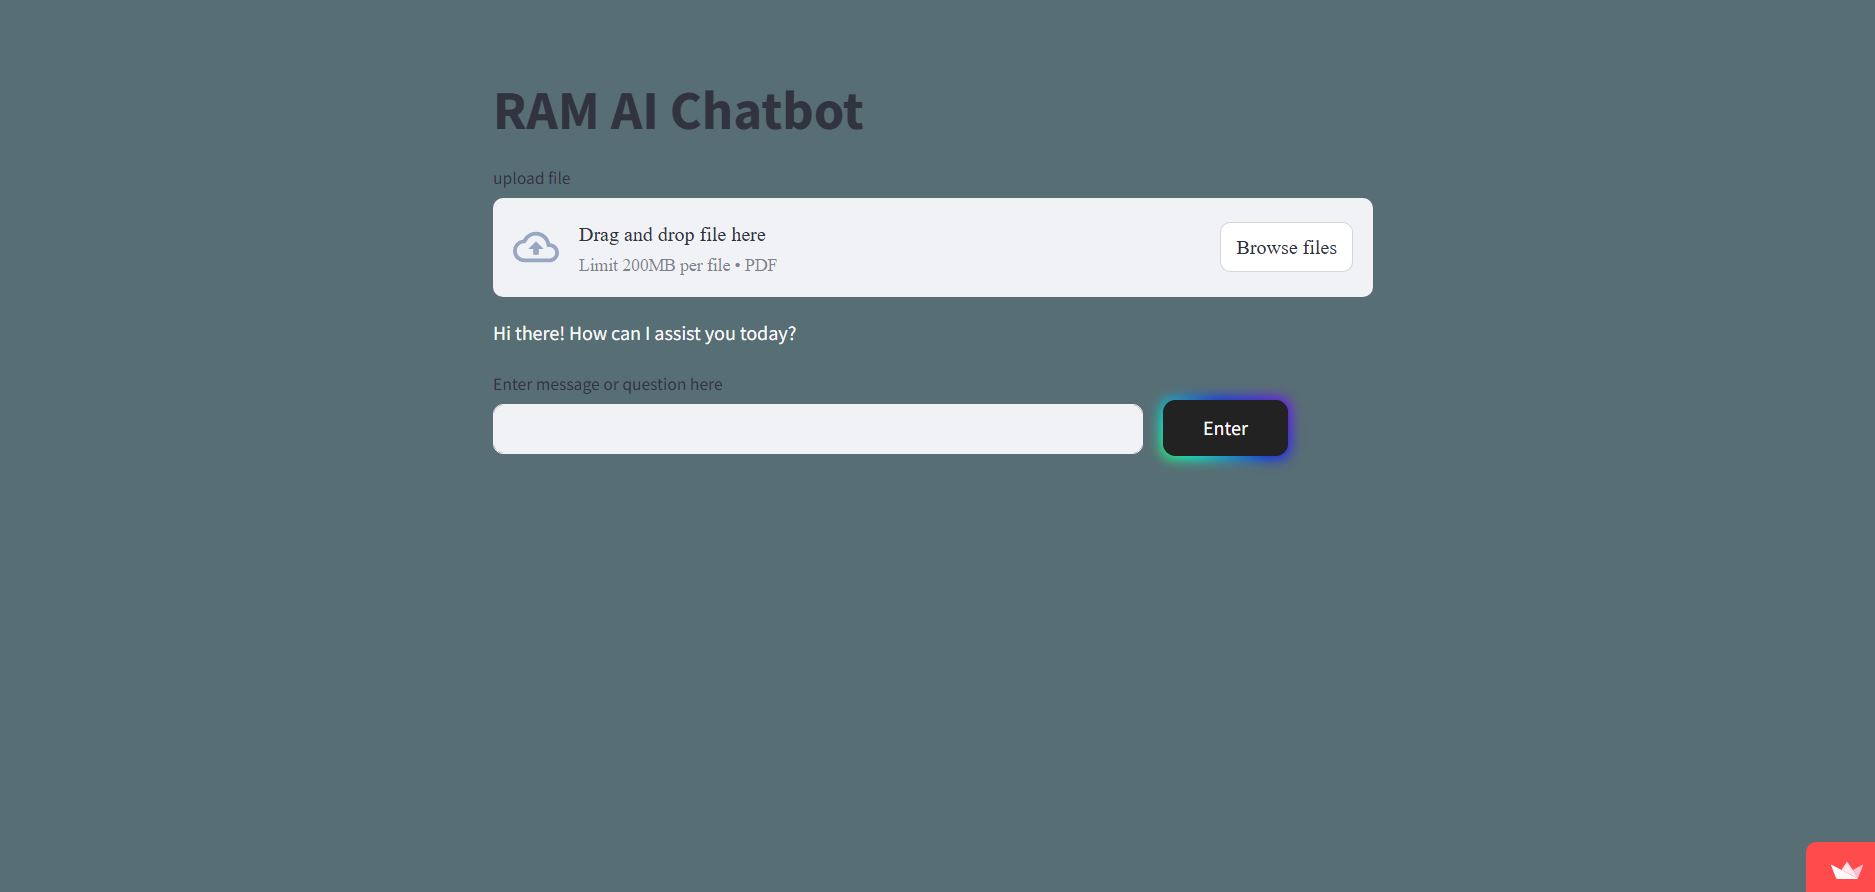 RAM AI Chatbot
upload file
Drag and drop file here
Limit 200MB per file • PDF
Browse files
Hi there! How can I assist you today?
Enter message or question here
Enter